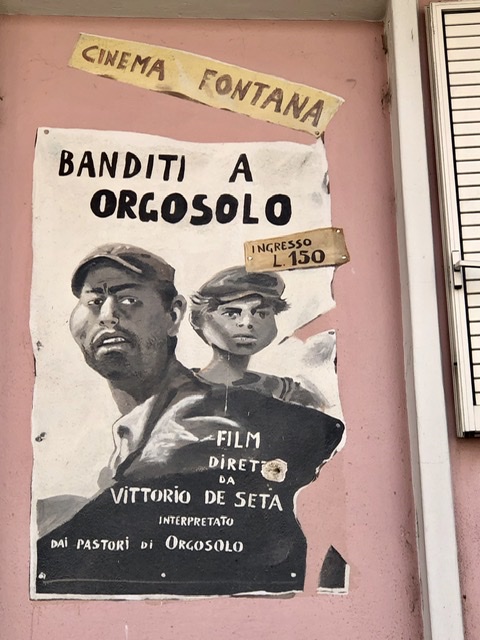 CINEMA FONTANA
BANDITI A
ORGOSOLO
INGRESSO
L. 150
FILM
DIRET
DA
VITTORIO DE SETA
INTERPRETATO
DAI PASTORI di ORGOSOLO